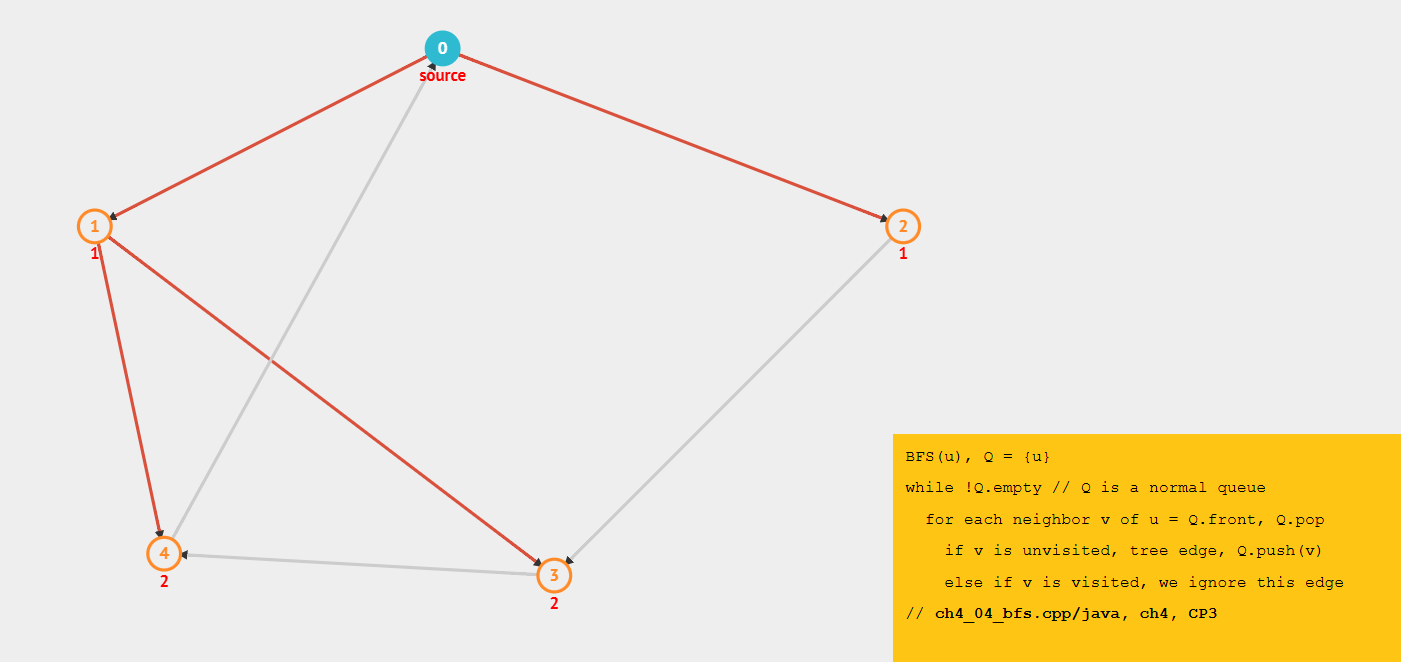 0
source
1
1
2
1
4
2
3
2
BFS(u), Q = {u}
while !Q.empty // Q is a normal queue
for each neighbor v of u = Q.front, Q.pop
if v is unvisited, tree edge, Q.push(v)
else if v is visited, we ignore this edge
// ch4_04_bfs.cpp/java, ch4, CP3